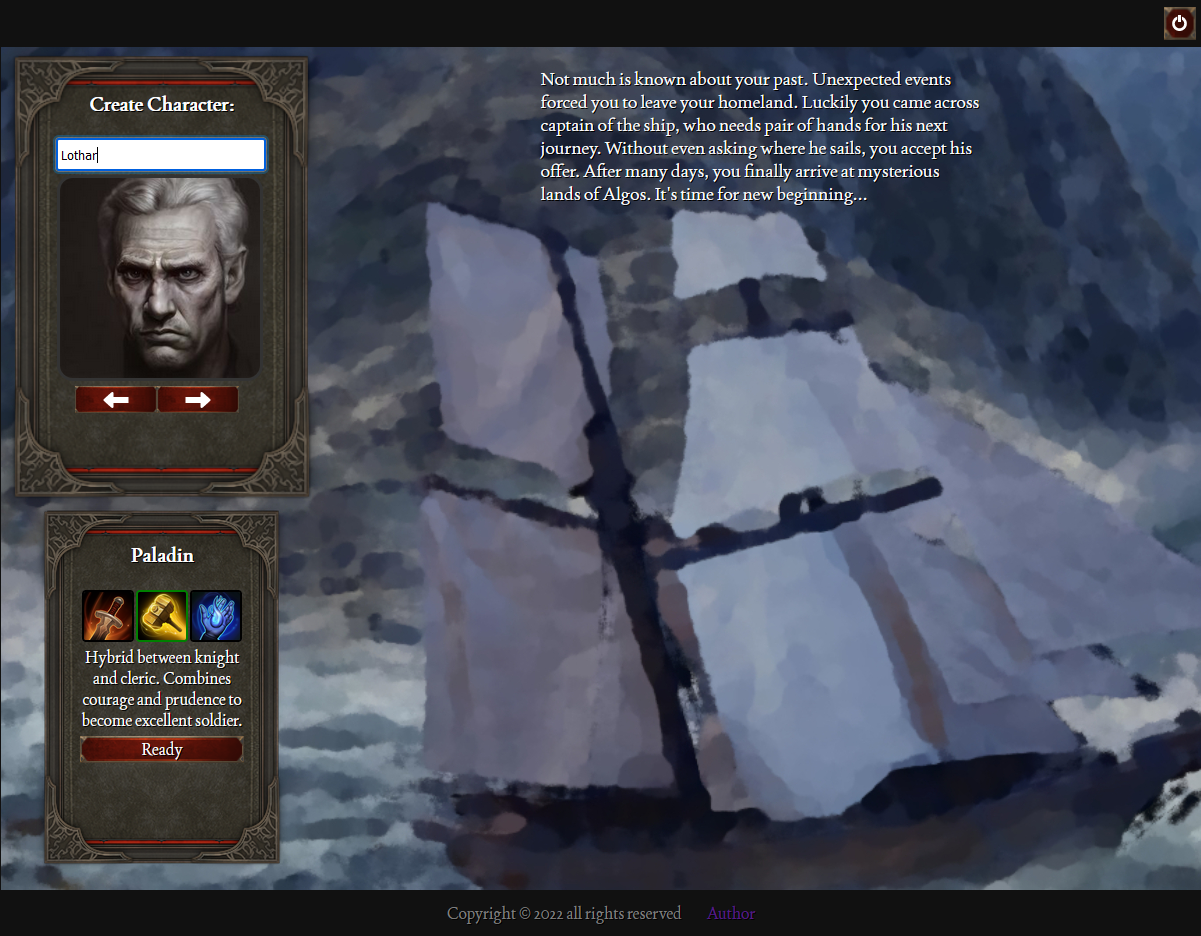 Create Character:
Lothar
Not much is known about your past. Unexpected events
forced you to leave your homeland. Luckily you came across
captain of the ship, who needs pair of hands for his next
journey. Without even asking where he sails, you accept his
offer. After many days, you finally arrive at mysterious
lands of Algos. It's time for new beginning...
Paladin
Hybrid between knight
and cleric. Combines
courage and prudence to
become excellent soldier.
Ready
Copyright © 2022 all rights reserved Author